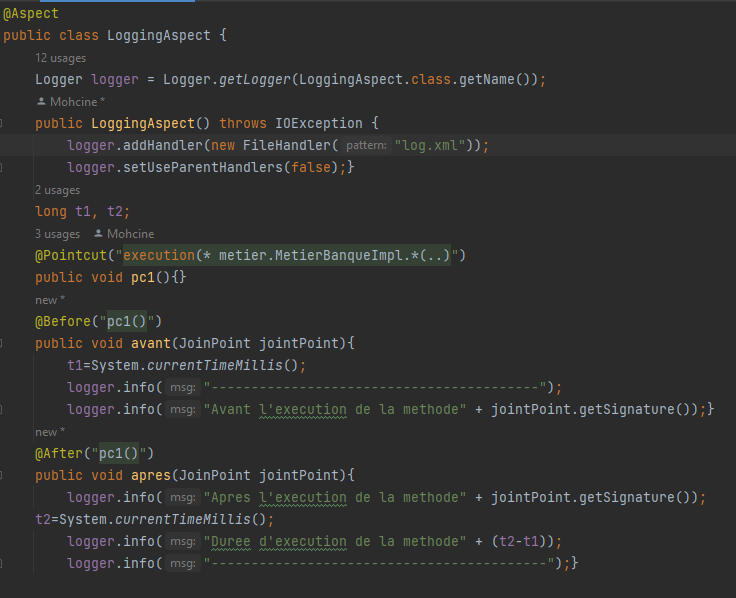 @Aspect
public class LoggingAspect {
12 usages
Logger logger = Logger.getLogger(LoggingAspect.class.getName());
Mohcine *
public LoggingAspect() throws IOException {
logger.addHandler(new FileHandler( pattern: "log.xml"));
logger.setUseParentHandlers(false);}
2 usages
long t1, t2;
3 usages Mohcine
@Pointcut("execution(* metier.MetierBanqueImpl.*(..)")
public void pc1(){}
new *
@Before("pc1()")
public void avant(JoinPoint jointPoint){
t1=System.currentTimeMillis();
logger.info( msg: "-----------------------------------------");
logger.info( msg: "Avant l'execution de la methode" + jointPoint.getSignature());}
new *
@After("pc1()")
public void apres(JoinPoint jointPoint){
logger.info( msg: "Apres l'execution de la methode" + jointPoint.getSignature());
t2=System.currentTimeMillis();
logger.info( msg: "Duree d'execution de la methode" + (t2-t1));
logger.info( msg: "------------------------------------------");}